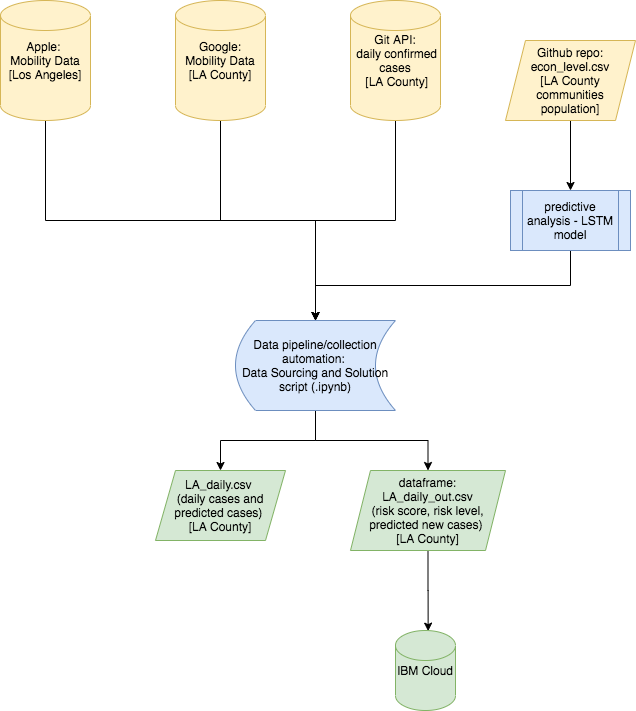 Apple:
Mobility Data
[Los Angeles]
Google:
Mobility Data
[LA County]
Git API:
daily confirmed
cases
[LA County]
Github repo:
econ_level.csv
[LA County
communities
population]
predictive
analysis - LSTM
model
Data pipeline/collection
automation:
Data Sourcing and Solution
script (.ipynb)
LA_daily.csv
(daily cases and
predicted cases)
[LA County]
dataframe:
LA_daily_out.csv
(risk score, risk level,
predicted new cases)
[LA County]
IBM Cloud